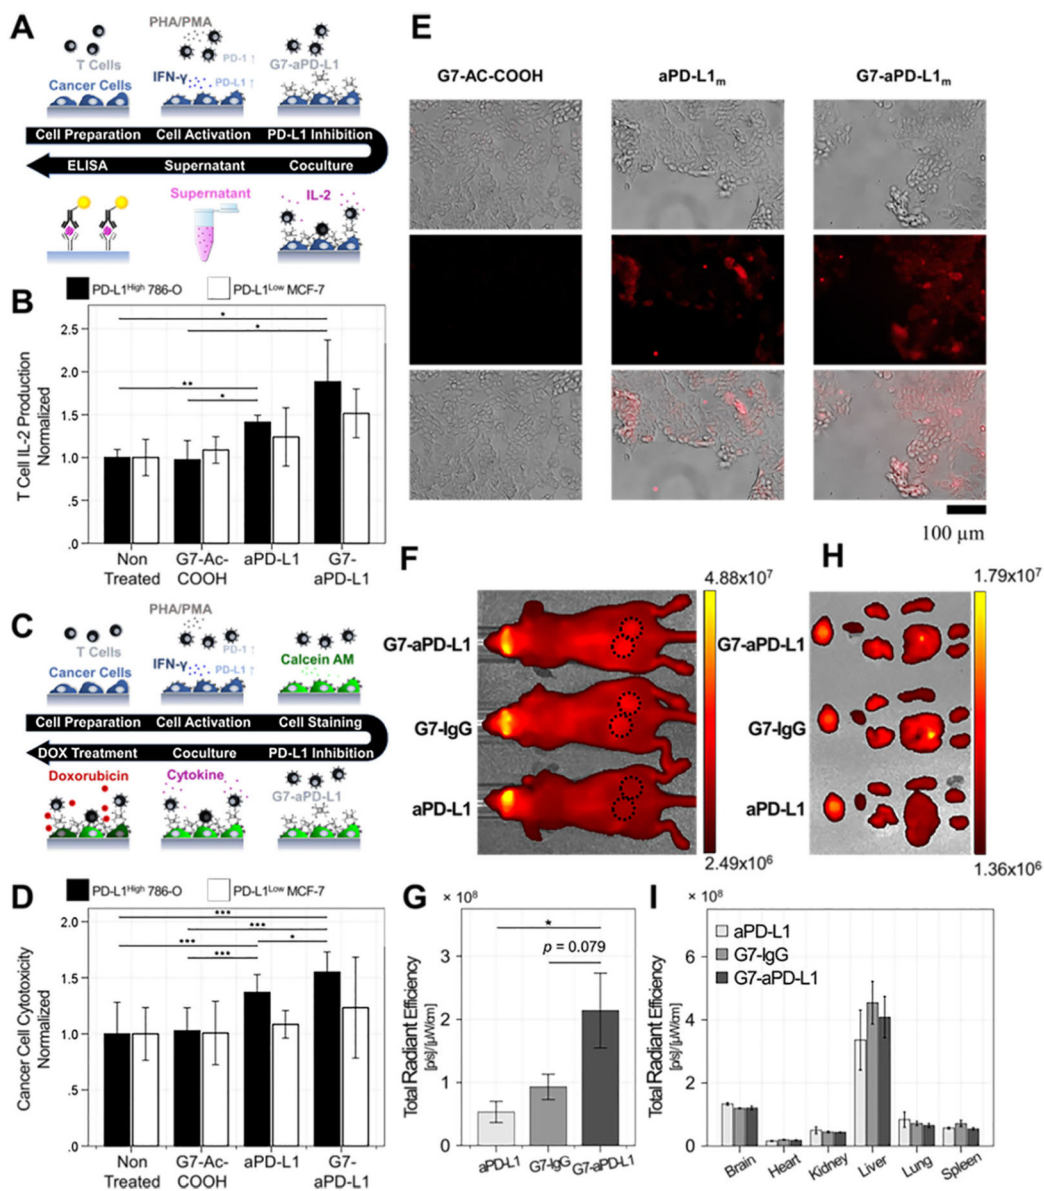 A
PHA/PMA
T Cells
PD-1 ↑
G7-aPD-L1
Cancer Cells
IFN-γ
PD-L1 ↑
Cell Preparation
Cell Activation
PD-L1 Inhibition
ELISA
Supernatant
Coculture
Supernatant
IL-2
B
PD-L1High 786-O
PD-L1Low MCF-7
T Cell IL-2 Production
Normalized
2.5
2.0
1.5
1.0
.5
.0
*
*
**
*
Non
Treated
G7-Ac-
COOH
aPD-L1
G7-
aPD-L1
C
PHA/PMA
T Cells
PD-1 ↑
Calcein AM
Cancer Cells
IFN-γ
PD-L1 ↑
Cell Preparation
Cell Activation
Cell Staining
DOX Treatment
Coculture
PD-L1 Inhibition
Doxorubicin
Cytokine
G7-aPD-L1
D
PD-L1High 786-O
PD-L1Low MCF-7
Cancer Cell Cytotoxicity
Normalized
2.0
1.5
1.0
.5
.0
***
***
***
*
***
Non
Treated
G7-Ac-
COOH
aPD-L1
G7-
aPD-L1
E
G7-AC-COOH
aPD-L1m
G7-aPD-L1m
100 µm
F
G7-aPD-L1
G7-IgG
aPD-L1
4.88x10⁷
2.49x10⁶
H
G7-aPD-L1
G7-IgG
aPD-L1
1.79x10⁷
1.36x10⁶
G
× 10⁸
Total Radiant Efficiency
[p/s]/[µW/cm]
3
2
1
0
*
p = 0.079
aPD-L1
G7-IgG
G7-aPD-L1
I
× 10⁸
Total Radiant Efficiency
[p/s]/[µW/cm]
6
4
2
0
aPD-L1
G7-IgG
G7-aPD-L1
Brain
Heart
Kidney
Liver
Lung
Spleen